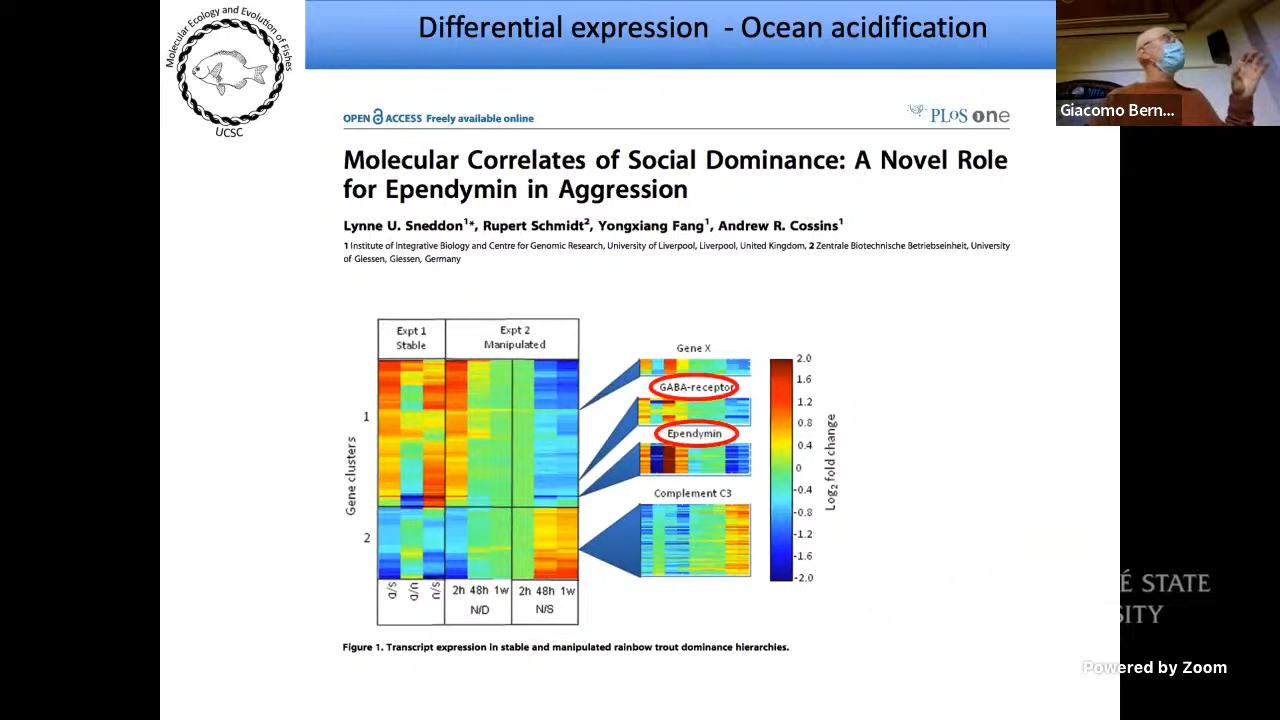 Molecular Ecology and Evolution of Fishes
UCSC
Differential expression - Ocean acidification
Giacomo Bern...
OPEN ACCESS Freely available online
PLoS one
Molecular Correlates of Social Dominance: A Novel Role
for Ependymin in Aggression
Lynne U. Sneddon1*, Rupert Schmidt2, Yongxiang Fang1, Andrew R. Cossins1
1 Institute of Integrative Biology and Centre for Genomic Research, University of Liverpool, Liverpool, United Kingdom, 2 Zentrale Biotechnische Betriebseinheit, University
of Giessen, Giessen, Germany
Expt 1
Stable
Expt 2
Manipulated
Gene clusters
1
2
D/S
U/D
U/S
2h 48h 1w
N/D
2h 48h 1w
N/S
Gene X
GABA-receptor
Ependymin
Complement C3
2.0
1.6
1.2
0.8
0.4
0
-0.4
-0.8
-1.2
-1.6
-2.0
Log2 fold change
Figure 1. Transcript expression in stable and manipulated rainbow trout dominance hierarchies.
É STATE
SITY
Powered by Zoom